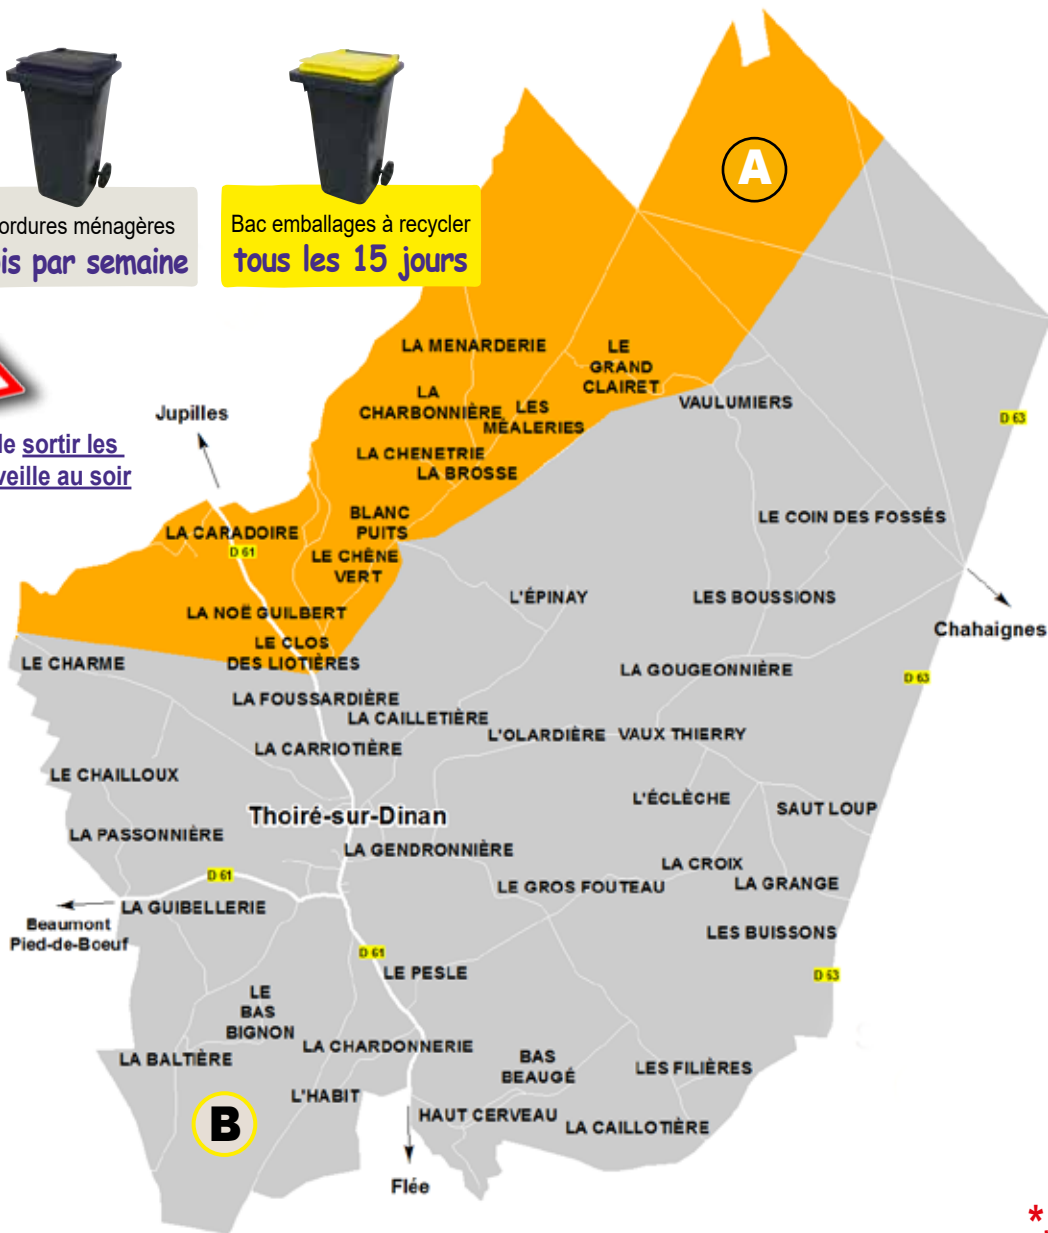 ordures ménagères
par semaine
Bac emballages à recycler
tous les 15 jours
A
LA MENARDERIE
LE
GRAND
CLAIRET
LA
CHARBONNIÈRE
LES
MÉALERIES
VAULUMIERS
Jupilles
D 63
sortir les
veille au soir
LA CHENETRIE
LA BROSSE
BLANC
PUITS
LE COIN DES FOSSÉS
LA CARADOIRE
D 61
LE CHÊNE
VERT
L'ÉPINAY
LES BOUSSIONS
LA NOË GUILBERT
Chahaignes
LE CLOS
DES LIOTIÈRES
LE CHARME
LA GOUGEONNIÈRE
D 63
LA FOUSSARDIÈRE
LA CAILLETIÈRE
L'OLARDIÈRE
VAUX THIERRY
LA CARRIOTIÈRE
LE CHAILLOUX
L'ÉCLÈCHE
SAUT LOUP
Thoiré-sur-Dinan
LA PASSONNIÈRE
LA GENDRONNIÈRE
LA CROIX
D 61
LE GROS FOUTEAU
LA GRANGE
LA GUIBELLERIE
Beaumont
Pied-de-Boeuf
LES BUISSONS
D 61
LE PESLE
D 63
LE
BAS
BIGNON
LA CHARDONNERIE
LA BALTIÈRE
BAS
BEAUGÉ
LES FILIÈRES
L'HABIT
B
HAUT CERVEAU
LA CAILLOTIÈRE
Flée
*